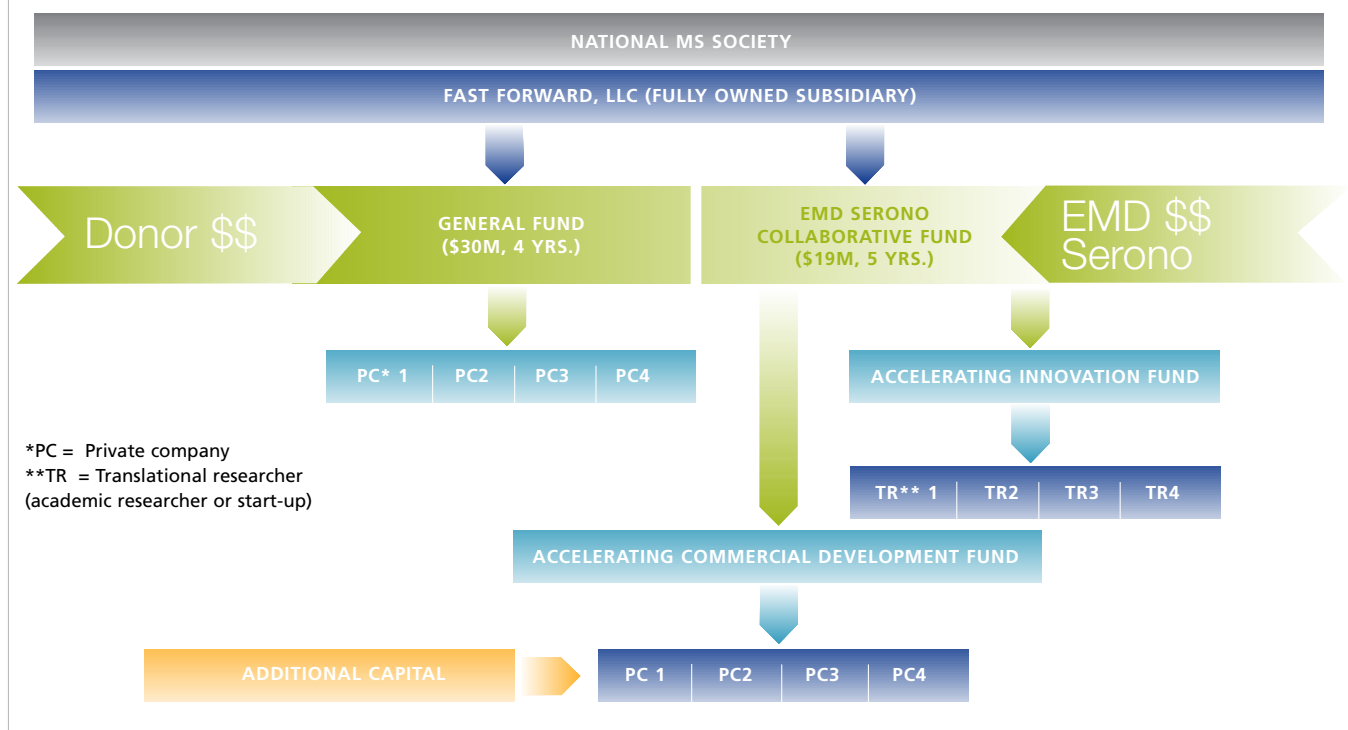 NATIONAL MS SOCIETY
FAST FORWARD, LLC (FULLY OWNED SUBSIDIARY)
Donor $$
GENERAL FUND
($30M, 4 YRS.)
EMD SERONO
COLLABORATIVE FUND
($19M, 5 YRS.)
EMD $$
Serono
PC* 1 PC2 PC3 PC4
ACCELERATING INNOVATION FUND
*PC = Private company
**TR = Translational researcher
(academic researcher or start-up)
TR** 1 TR2 TR3 TR4
ACCELERATING COMMERCIAL DEVELOPMENT FUND
ADDITIONAL CAPITAL
PC 1 PC2 PC3 PC4